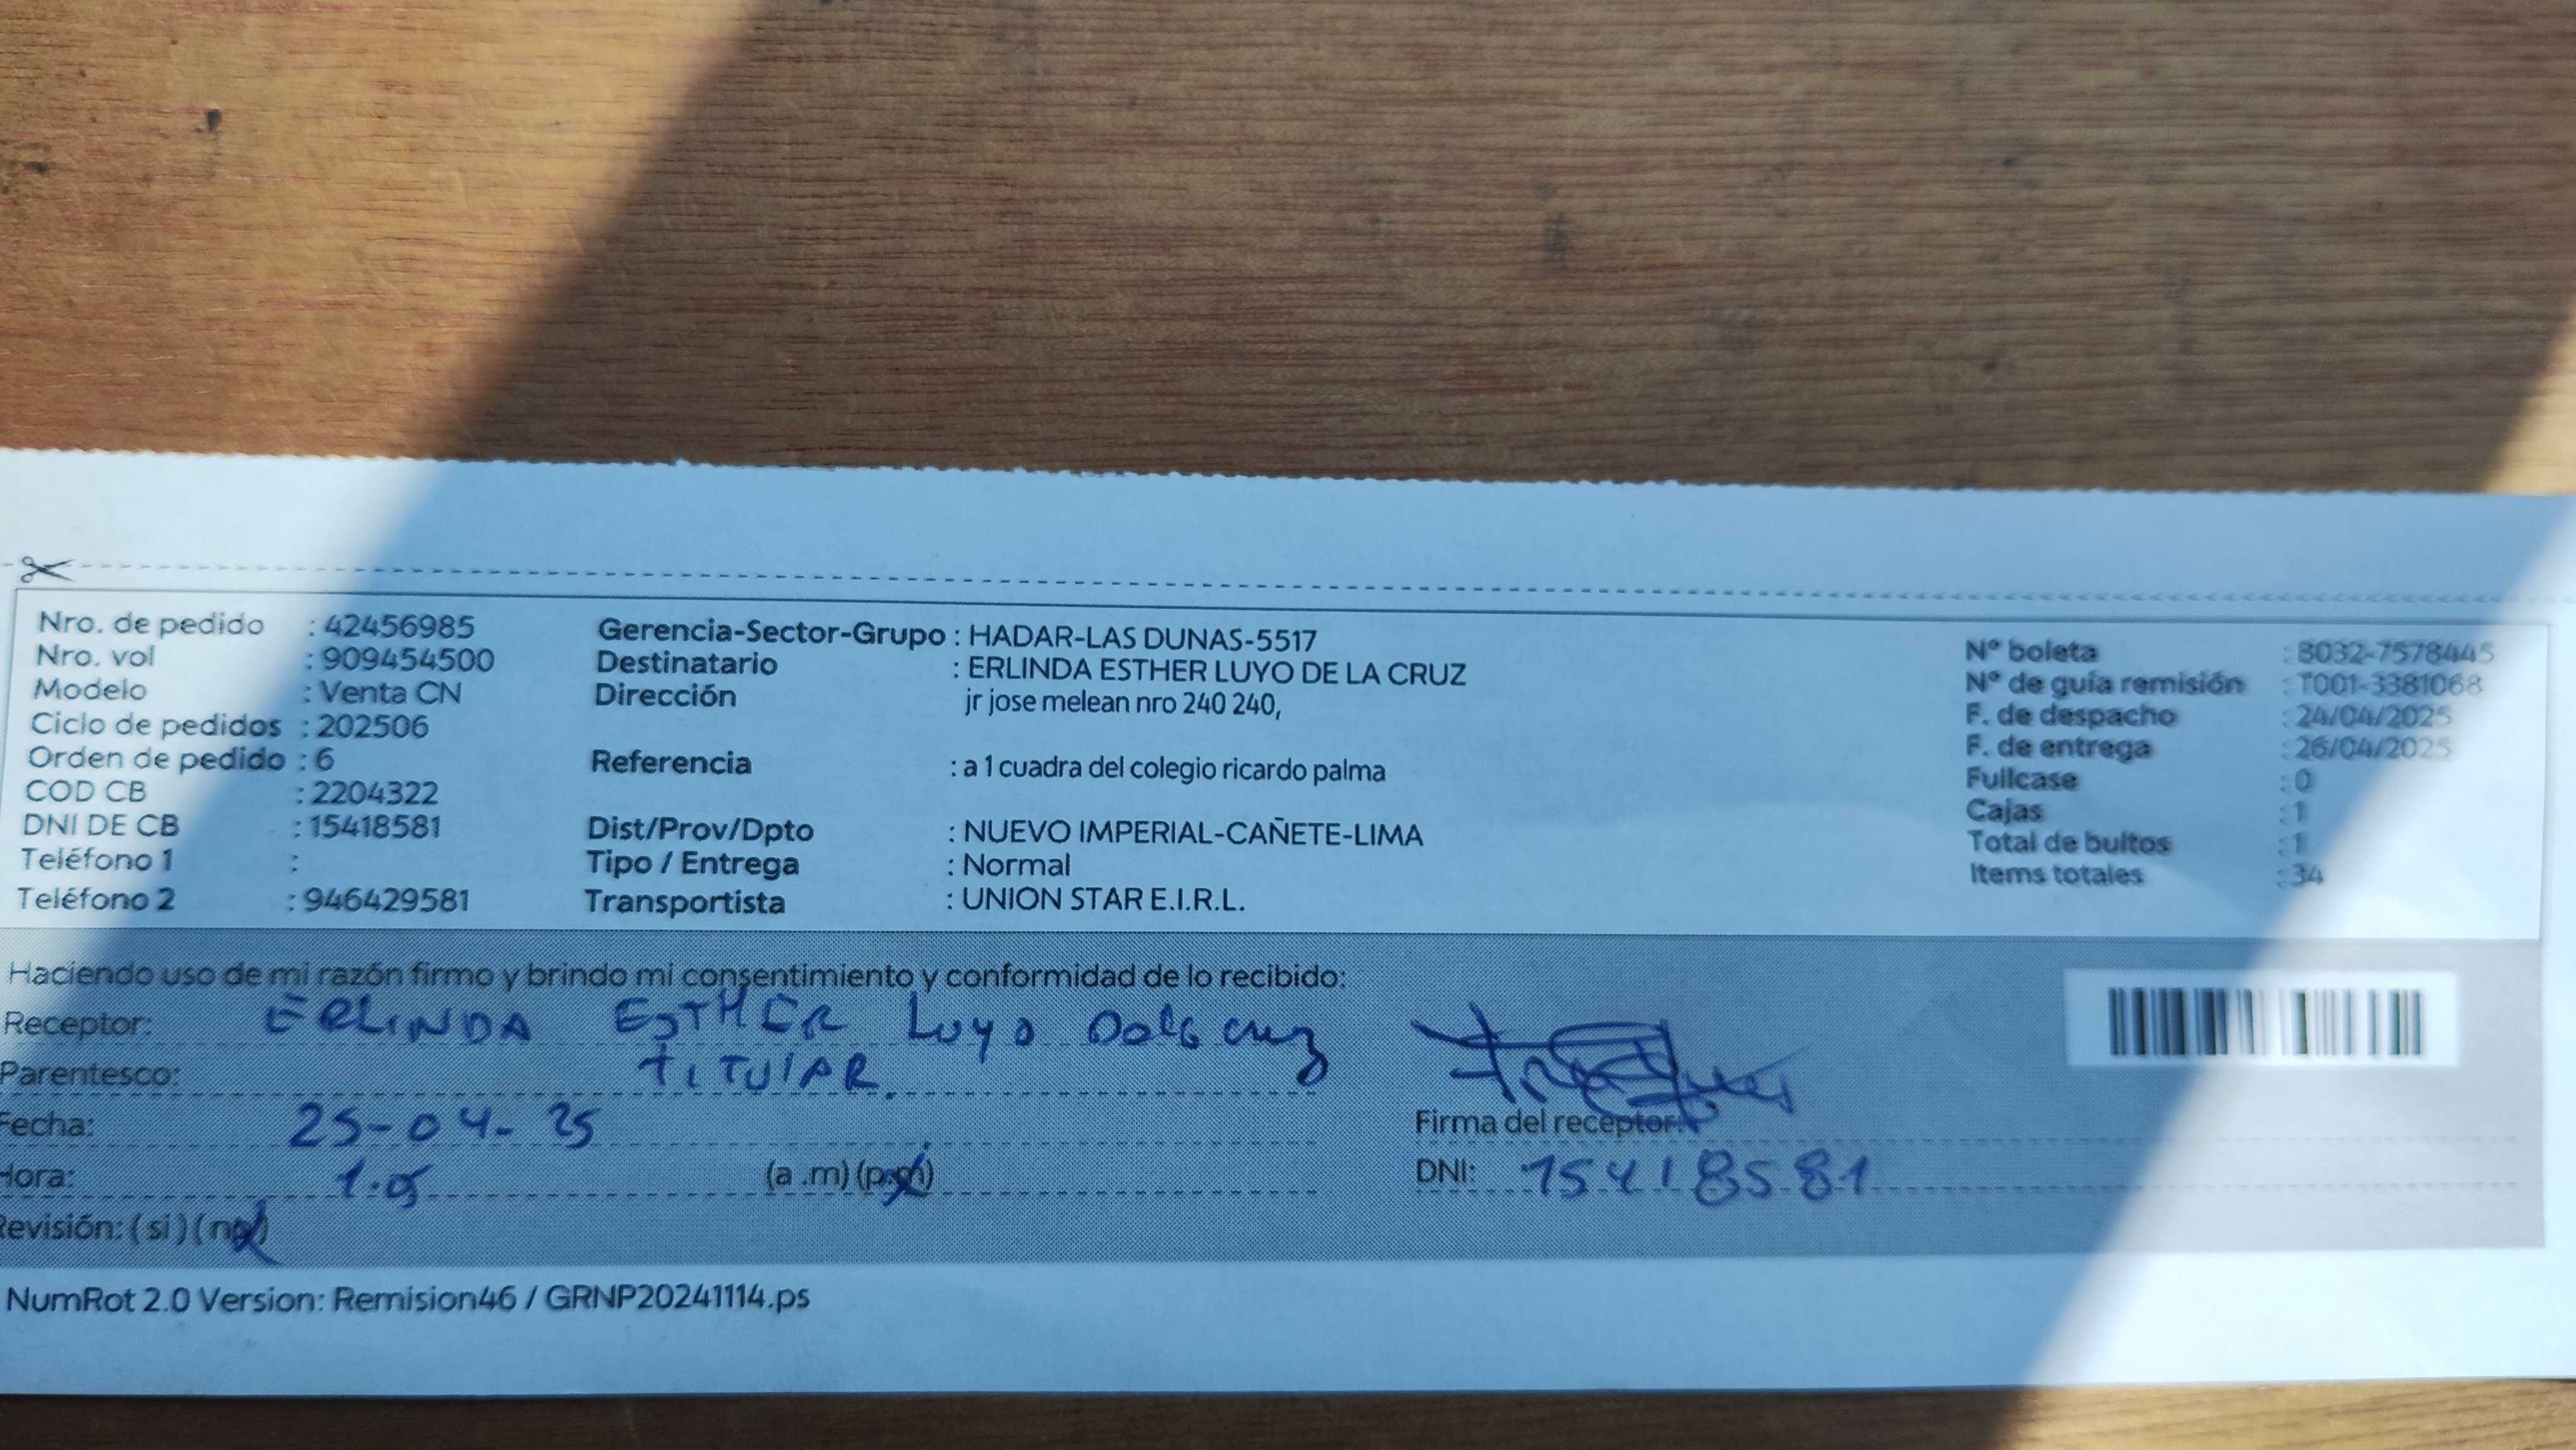 Nro. de pedido : 42456985
Nro. vol : 909454500
Modelo : Venta CN
Ciclo de pedidos : 202506
Orden de pedido : 6
COD CB : 2204322
DNI DE CB : 15418581
Teléfono 1 :
Teléfono 2 : 946429581
Gerencia-Sector-Grupo : HADAR-LAS DUNAS-5517
Destinatario : ERLINDA ESTHER LUYO DE LA CRUZ
Dirección jr jose melean nro 240 240,
Referencia : a 1 cuadra del colegio ricardo palma
Dist/Prov/Dpto : NUEVO IMPERIAL-CAÑETE-LIMA
Tipo / Entrega : Normal
Transportista : UNION STAR E.I.R.L.
N° boleta : B032-7578445
N° de guía remisión : T001-3381068
F. de despacho : 24/04/2025
F. de entrega : 26/04/2025
Fullcase : 0
Cajas : 1
Total de bultos : 1
Items totales : 34
Haciendo uso de mi razón firmo y brindo mi consentimiento y conformidad de lo recibido:
Receptor: ERLINDA ESTHER Luyo Dela cruz
Parentesco: TITULAR.
Fecha: 25-04-25
Hora: 1.05 (a .m) (p.m)
Revisión: ( si ) ( no )
Firma del receptor:
DNI: 15418581
NumRot 2.0 Version: Remision46 / GRNP20241114.ps